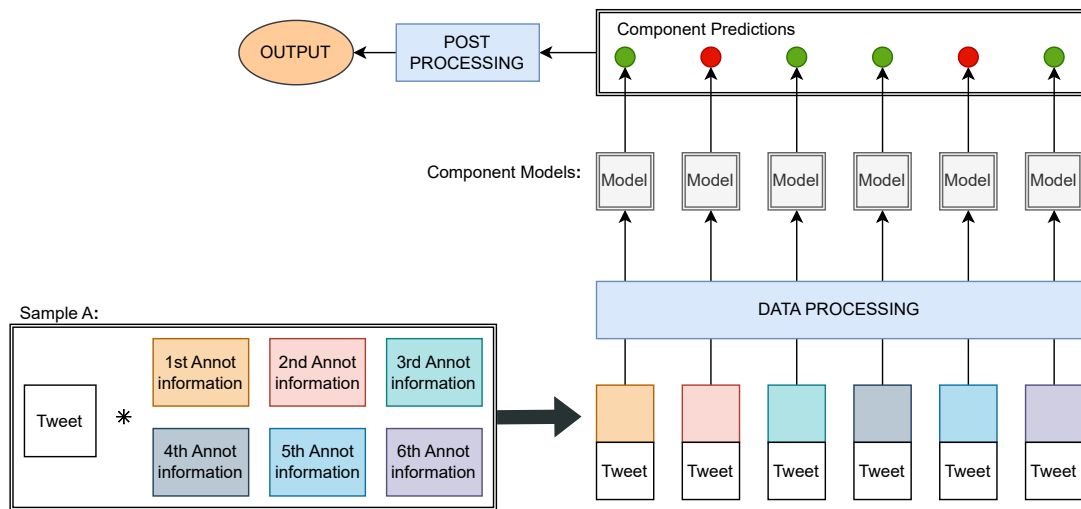 Component Predictions
OUTPUT
POST
PROCESSING
Component Models:
Model
Model
Model
Model
Model
Model
DATA PROCESSING
Sample A:
Tweet
*
1st Annot
information
2nd Annot
information
3rd Annot
information
4th Annot
information
5th Annot
information
6th Annot
information
Tweet
Tweet
Tweet
Tweet
Tweet
Tweet